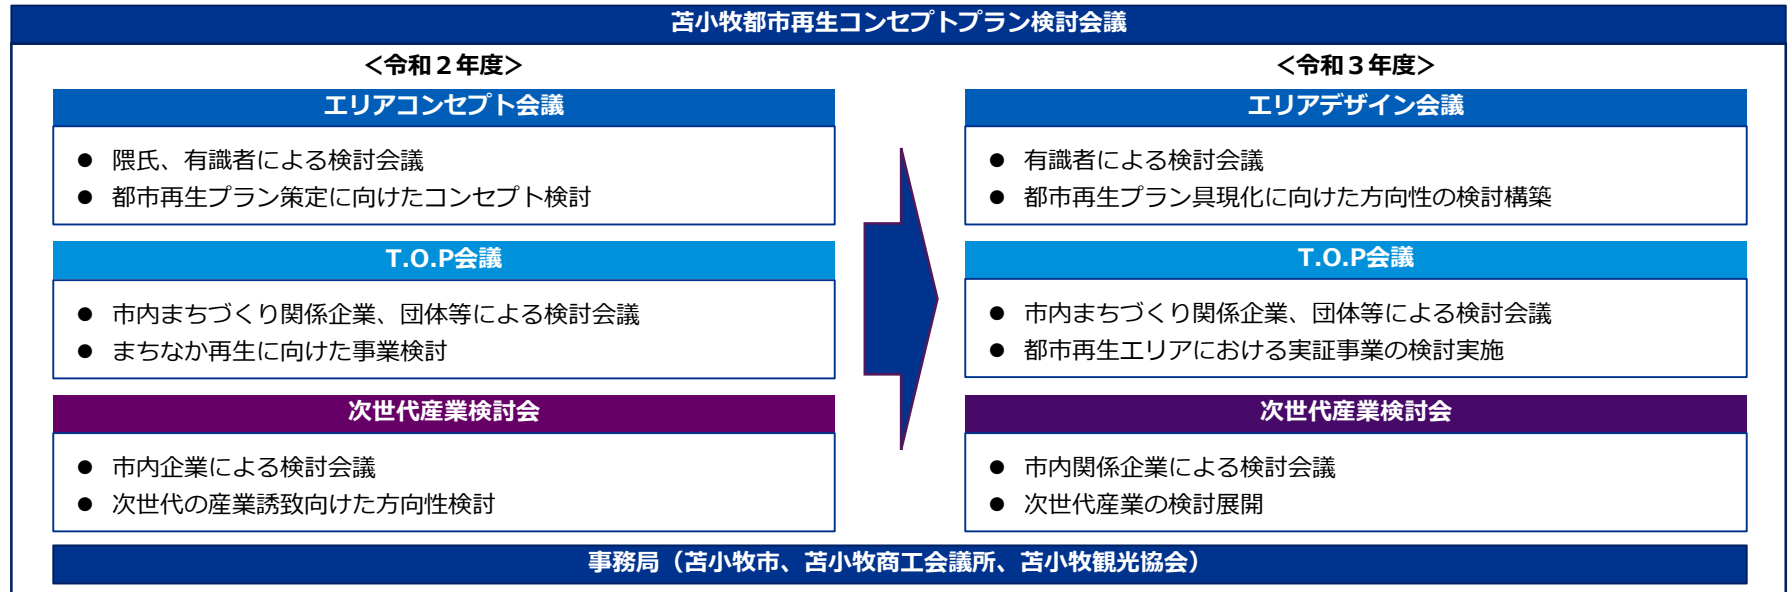 苫小牧都市再生コンセプトプラン検討会議
＜令和２年度＞
エリアコンセプト会議
● 隈氏、有識者による検討会議
● 都市再生プラン策定に向けたコンセプト検討
T.O.P会議
● 市内まちづくり関係企業、団体等による検討会議
● まちなか再生に向けた事業検討
次世代産業検討会
● 市内企業による検討会議
● 次世代の産業誘致向けた方向性検討
＜令和３年度＞
エリアデザイン会議
● 有識者による検討会議
● 都市再生プラン具現化に向けた方向性の検討構築
T.O.P会議
● 市内まちづくり関係企業、団体等による検討会議
● 都市再生エリアにおける実証事業の検討実施
次世代産業検討会
● 市内関係企業による検討会議
● 次世代産業の検討展開
事務局（苫小牧市、苫小牧商工会議所、苫小牧観光協会）